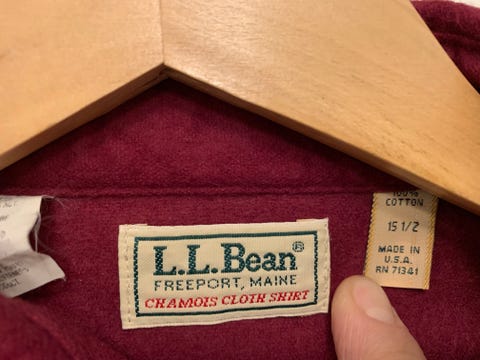 L.L.Bean®
FREEPORT, MAINE
CHAMOIS CLOTH SHIRT
100%
COTTON
15 1/2
MADE IN
U.S.A.
RN 71341